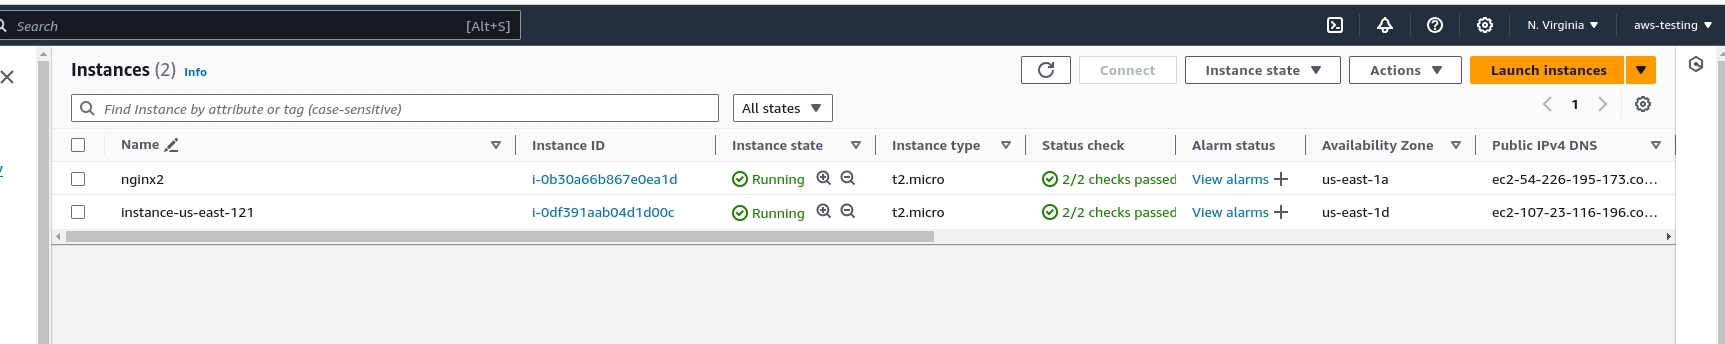 Search [Alt+S] N. Virginia aws-testing
Instances (2) Info Connect Instance state Actions Launch instances
Find Instance by attribute or tag (case-sensitive) All states 1
Name Instance ID Instance state Instance type Status check Alarm status Availability Zone Public IPv4 DNS
nginx2 i-0b30a66b867e0ea1d Running t2.micro 2/2 checks passed View alarms us-east-1a ec2-54-226-195-173.co...
instance-us-east-121 i-0df391aab04d1d00c Running t2.micro 2/2 checks passed View alarms us-east-1d ec2-107-23-116-196.co...